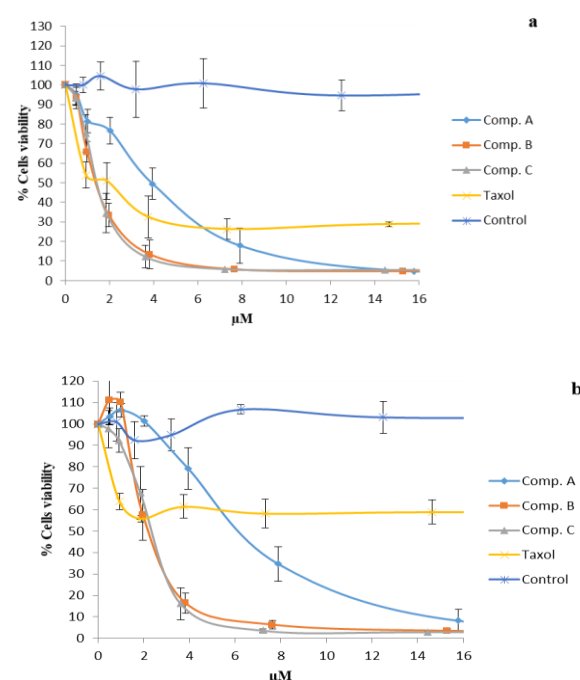 a
130
120
110
100
90
80
70
60
50
40
30
20
10
0
% Cells viability
0 2 4 6 8 10 12 14 16
µM
Comp. A
Comp. B
Comp. C
Taxol
Control
b
120
110
100
90
80
70
60
50
40
30
20
10
0
% Cells viability
0 2 4 6 8 10 12 14 16
µM
Comp. A
Comp. B
Comp. C
Taxol
Control